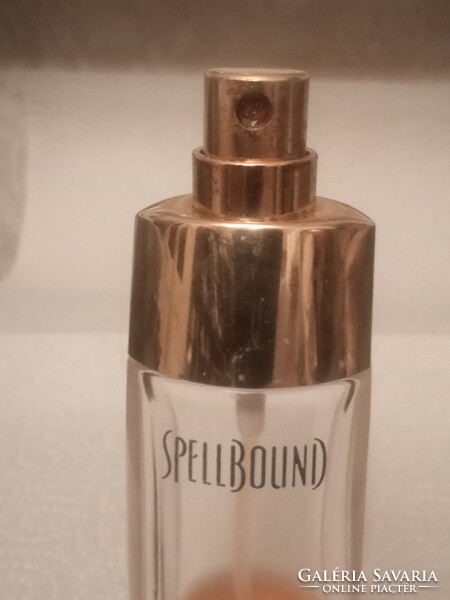 SPELLBOUND
GALÉRIA SAVARIA
ONLINE PIACTÉR